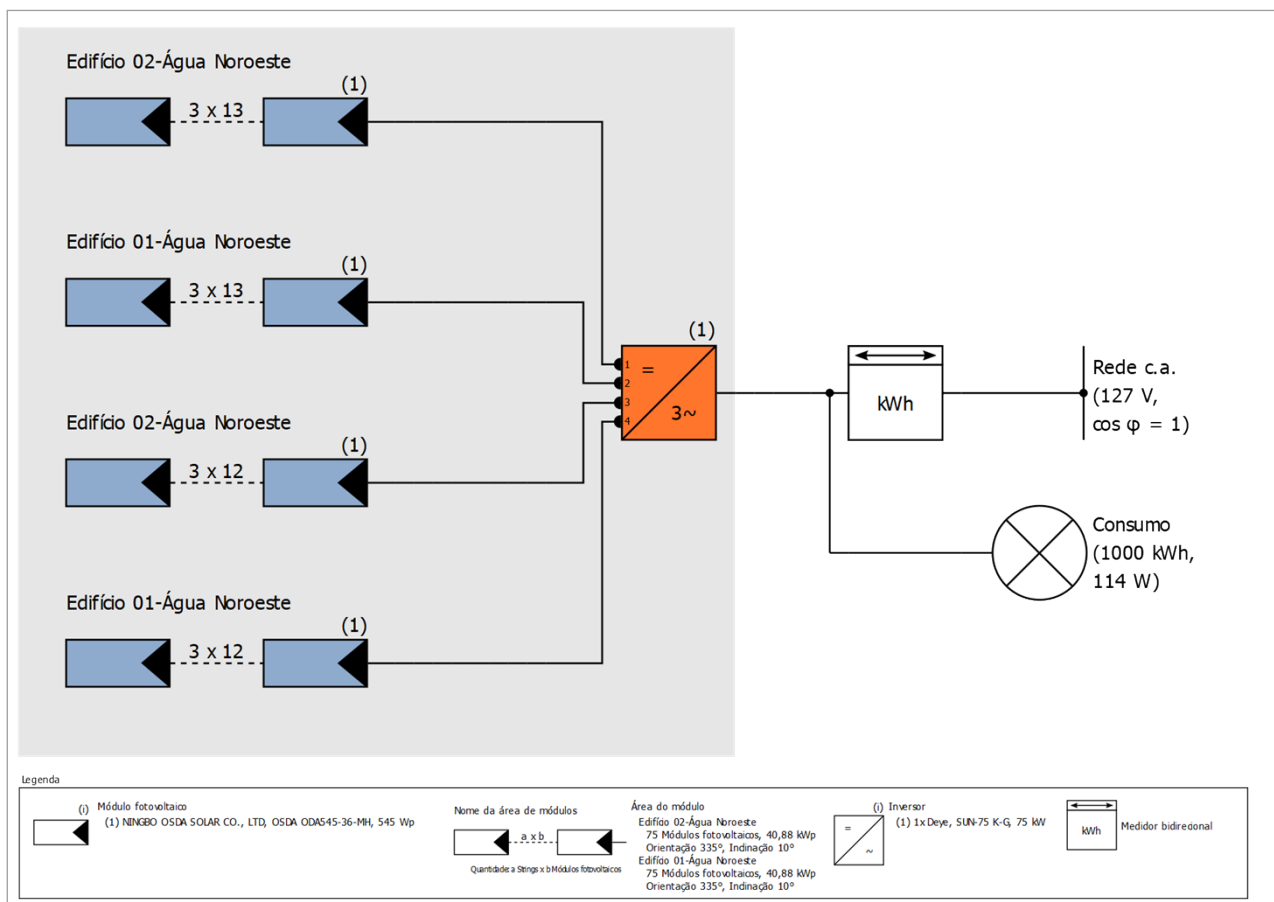 Edifício 02-Água Noroeste
(1)
3 x 13
Edifício 01-Água Noroeste
(1)
3 x 13
(1)
1
2
3
4
=
3~
kWh
Rede c.a.
(127 V,
cos φ = 1)
Edifício 02-Água Noroeste
(1)
3 x 12
Consumo
(1000 kWh,
114 W)
Edifício 01-Água Noroeste
(1)
3 x 12
Legenda
(i) Módulo fotovoltaico
(1) NINGBO OSDA SOLAR CO., LTD, OSDA ODA545-36-MH, 545 Wp
Nome da área de módulos
a x b
Quantidade: a Strings x b Módulos fotovoltaicos
Área do módulo
Edifício 02-Água Noroeste
75 Módulos fotovoltaicos, 40,88 kWp
Orientação 335°, Inclinação 10°
Edifício 01-Água Noroeste
75 Módulos fotovoltaicos, 40,88 kWp
Orientação 335°, Inclinação 10°
(i) Inversor
(1) 1x Deye, SUN-75 K-G, 75 kW
=
~
kWh
Medidor bidirecional